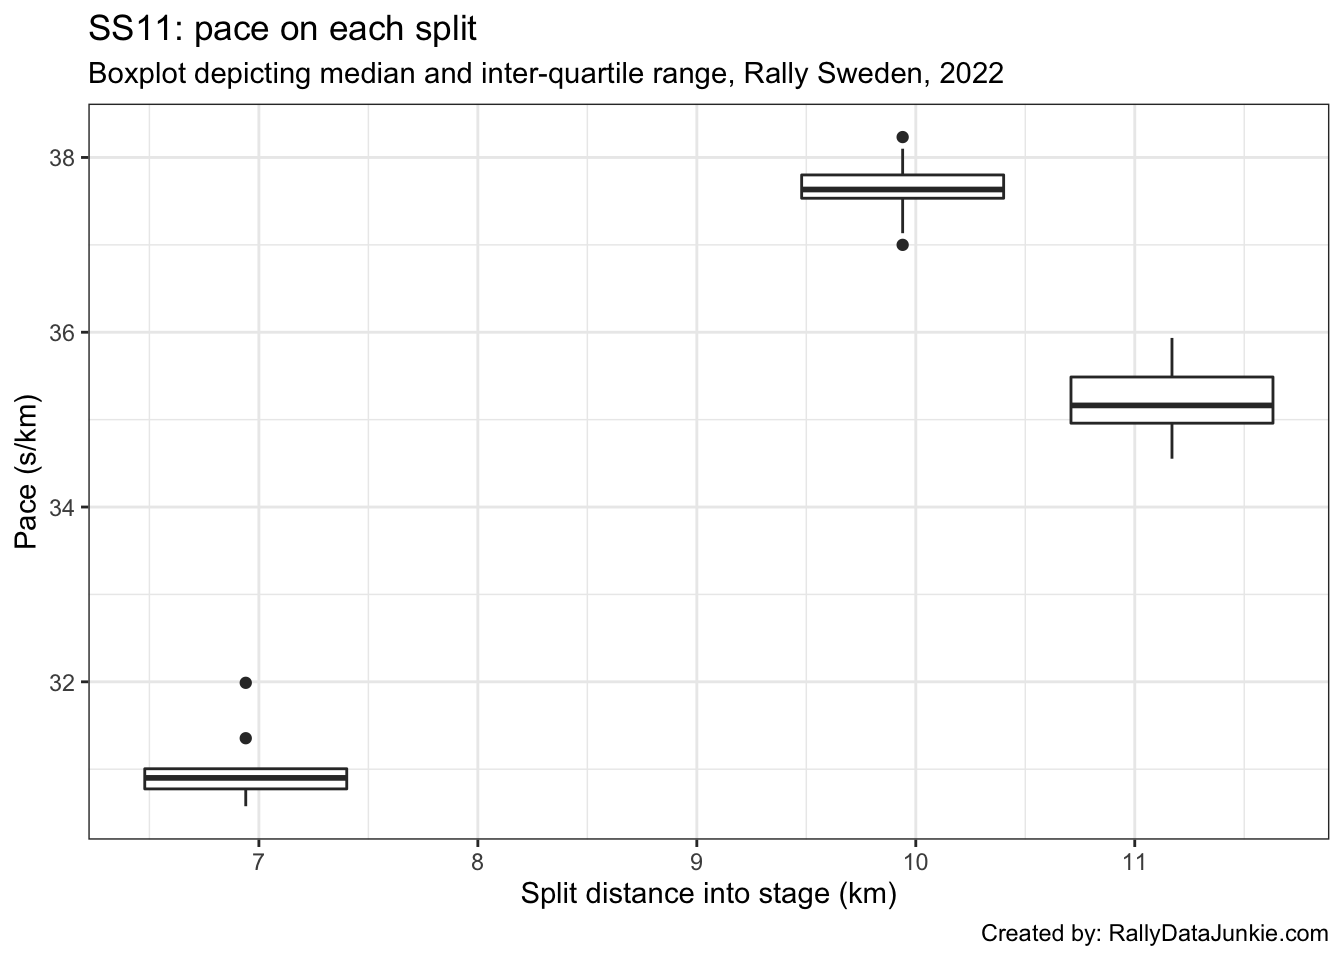 SS11: pace on each split
Boxplot depicting median and inter-quartile range, Rally Sweden, 2022
38
36
34
32
Pace (s/km)
7 8 9 10 11
Split distance into stage (km)
Created by: RallyDataJunkie.com